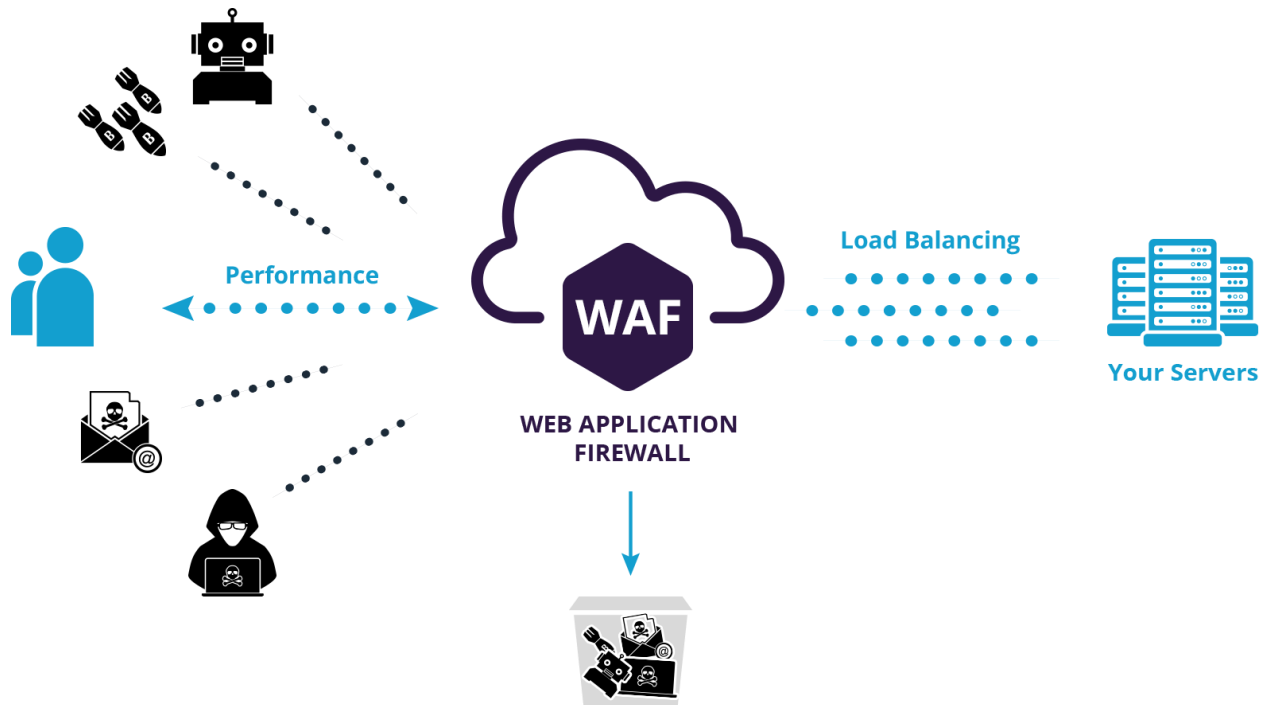 B
B
B
Performance
WAF
Load Balancing
Your Servers
WEB APPLICATION
FIREWALL
@
@